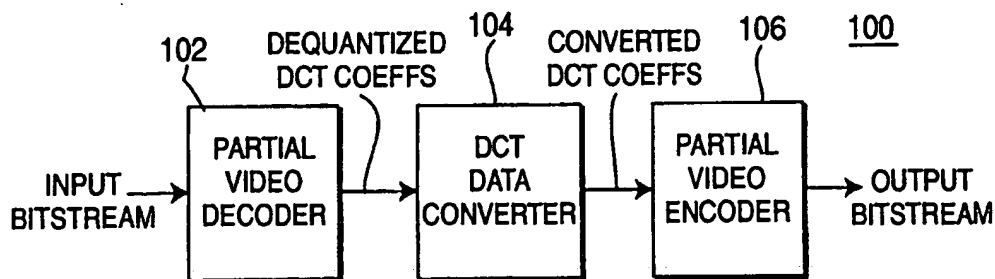 102
DEQUANTIZED
DCT COEFFS
104
CONVERTED
DCT COEFFS
106
100
INPUT
BITSTREAM
PARTIAL
VIDEO
DECODER
DCT
DATA
CONVERTER
PARTIAL
VIDEO
ENCODER
OUTPUT
BITSTREAM